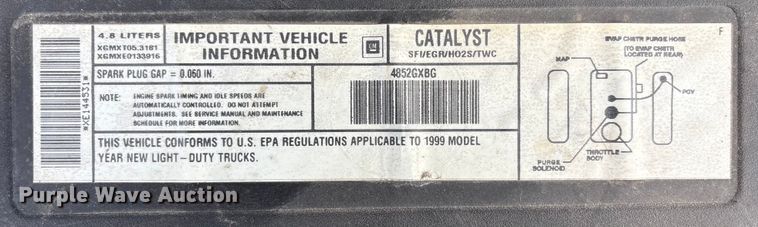 *XE144531*
4.8 LITERS
XGMXT05.3181
XGMXE0133916
IMPORTANT VEHICLE
INFORMATION
GM
CATALYST
SFI/EGR/HO2S/TWC
SPARK PLUG GAP = 0.060 IN.
4852GXBG
NOTE: ENGINE SPARK TIMING AND IDLE SPEEDS ARE
AUTOMATICALLY CONTROLLED. DO NOT ATTEMPT
ADJUSTMENTS. SEE SERVICE MANUAL AND MAINTENANCE
SCHEDULE FOR MORE INFORMATION.
THIS VEHICLE CONFORMS TO U.S. EPA REGULATIONS APPLICABLE TO 1999 MODEL
YEAR NEW LIGHT-DUTY TRUCKS.
EVAP CNSTR PURGE HOSE
(TO EVAP CNSTR
LOCATED AT REAR)
F
MAP
PCV
THROTTLE
BODY
PURGE
SOLENOID
Purple Wave Auction